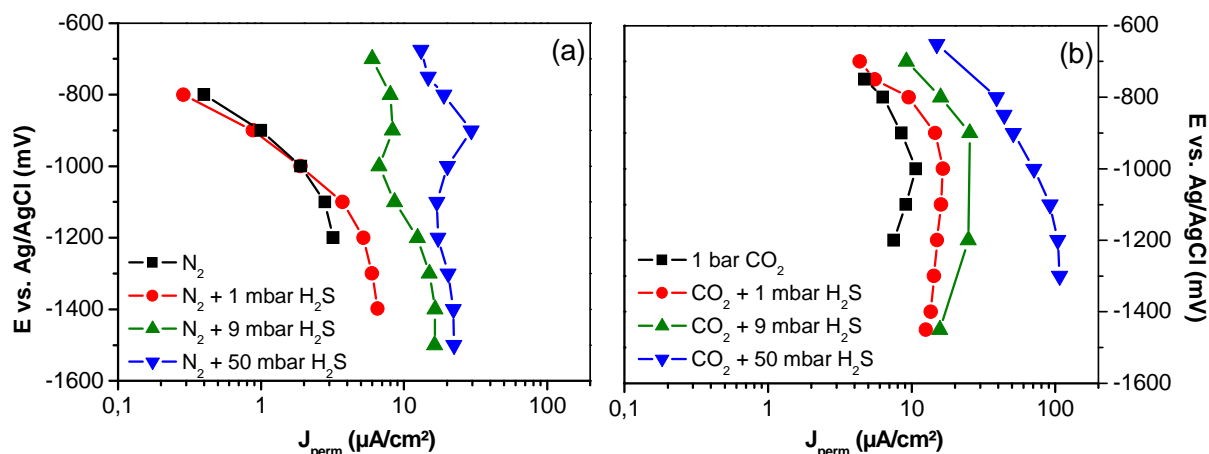 (a)
E vs. Ag/AgCl (mV)
-600
-800
-1000
-1200
-1400
-1600
N₂
N₂ + 1 mbar H₂S
N₂ + 9 mbar H₂S
N₂ + 50 mbar H₂S
0,1
1
10
100
J_perm (µA/cm²)
(b)
1 bar CO₂
CO₂ + 1 mbar H₂S
CO₂ + 9 mbar H₂S
CO₂ + 50 mbar H₂S
0,1
1
10
100
J_perm (µA/cm²)
-600
-800
-1000
-1200
-1400
-1600
E vs. Ag/AgCl (mV)